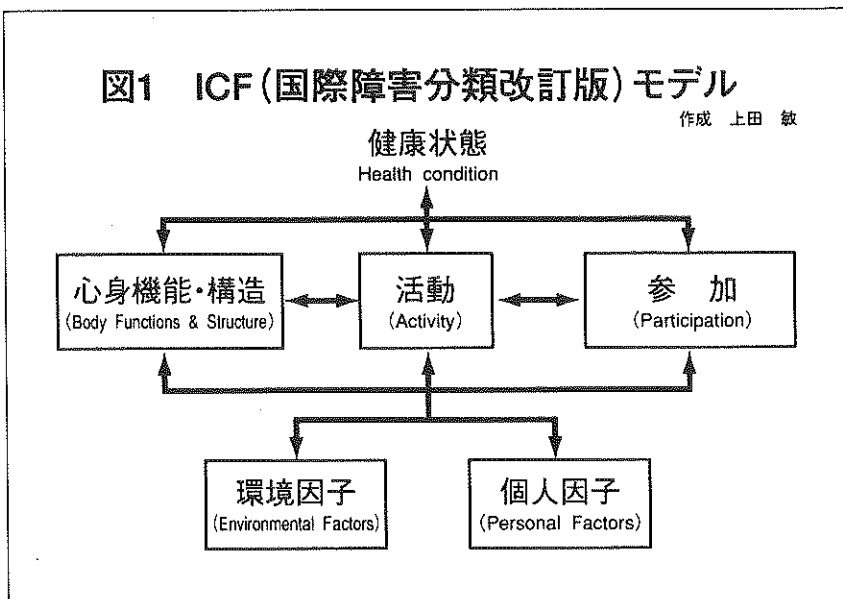 図1 ICF(国際障害分類改訂版)モデル
作成 上田 敏
健康状態
Health condition
心身機能・構造
(Body Functions & Structure)
活動
(Activity)
参 加
(Participation)
環境因子
(Environmental Factors)
個人因子
(Personal Factors)